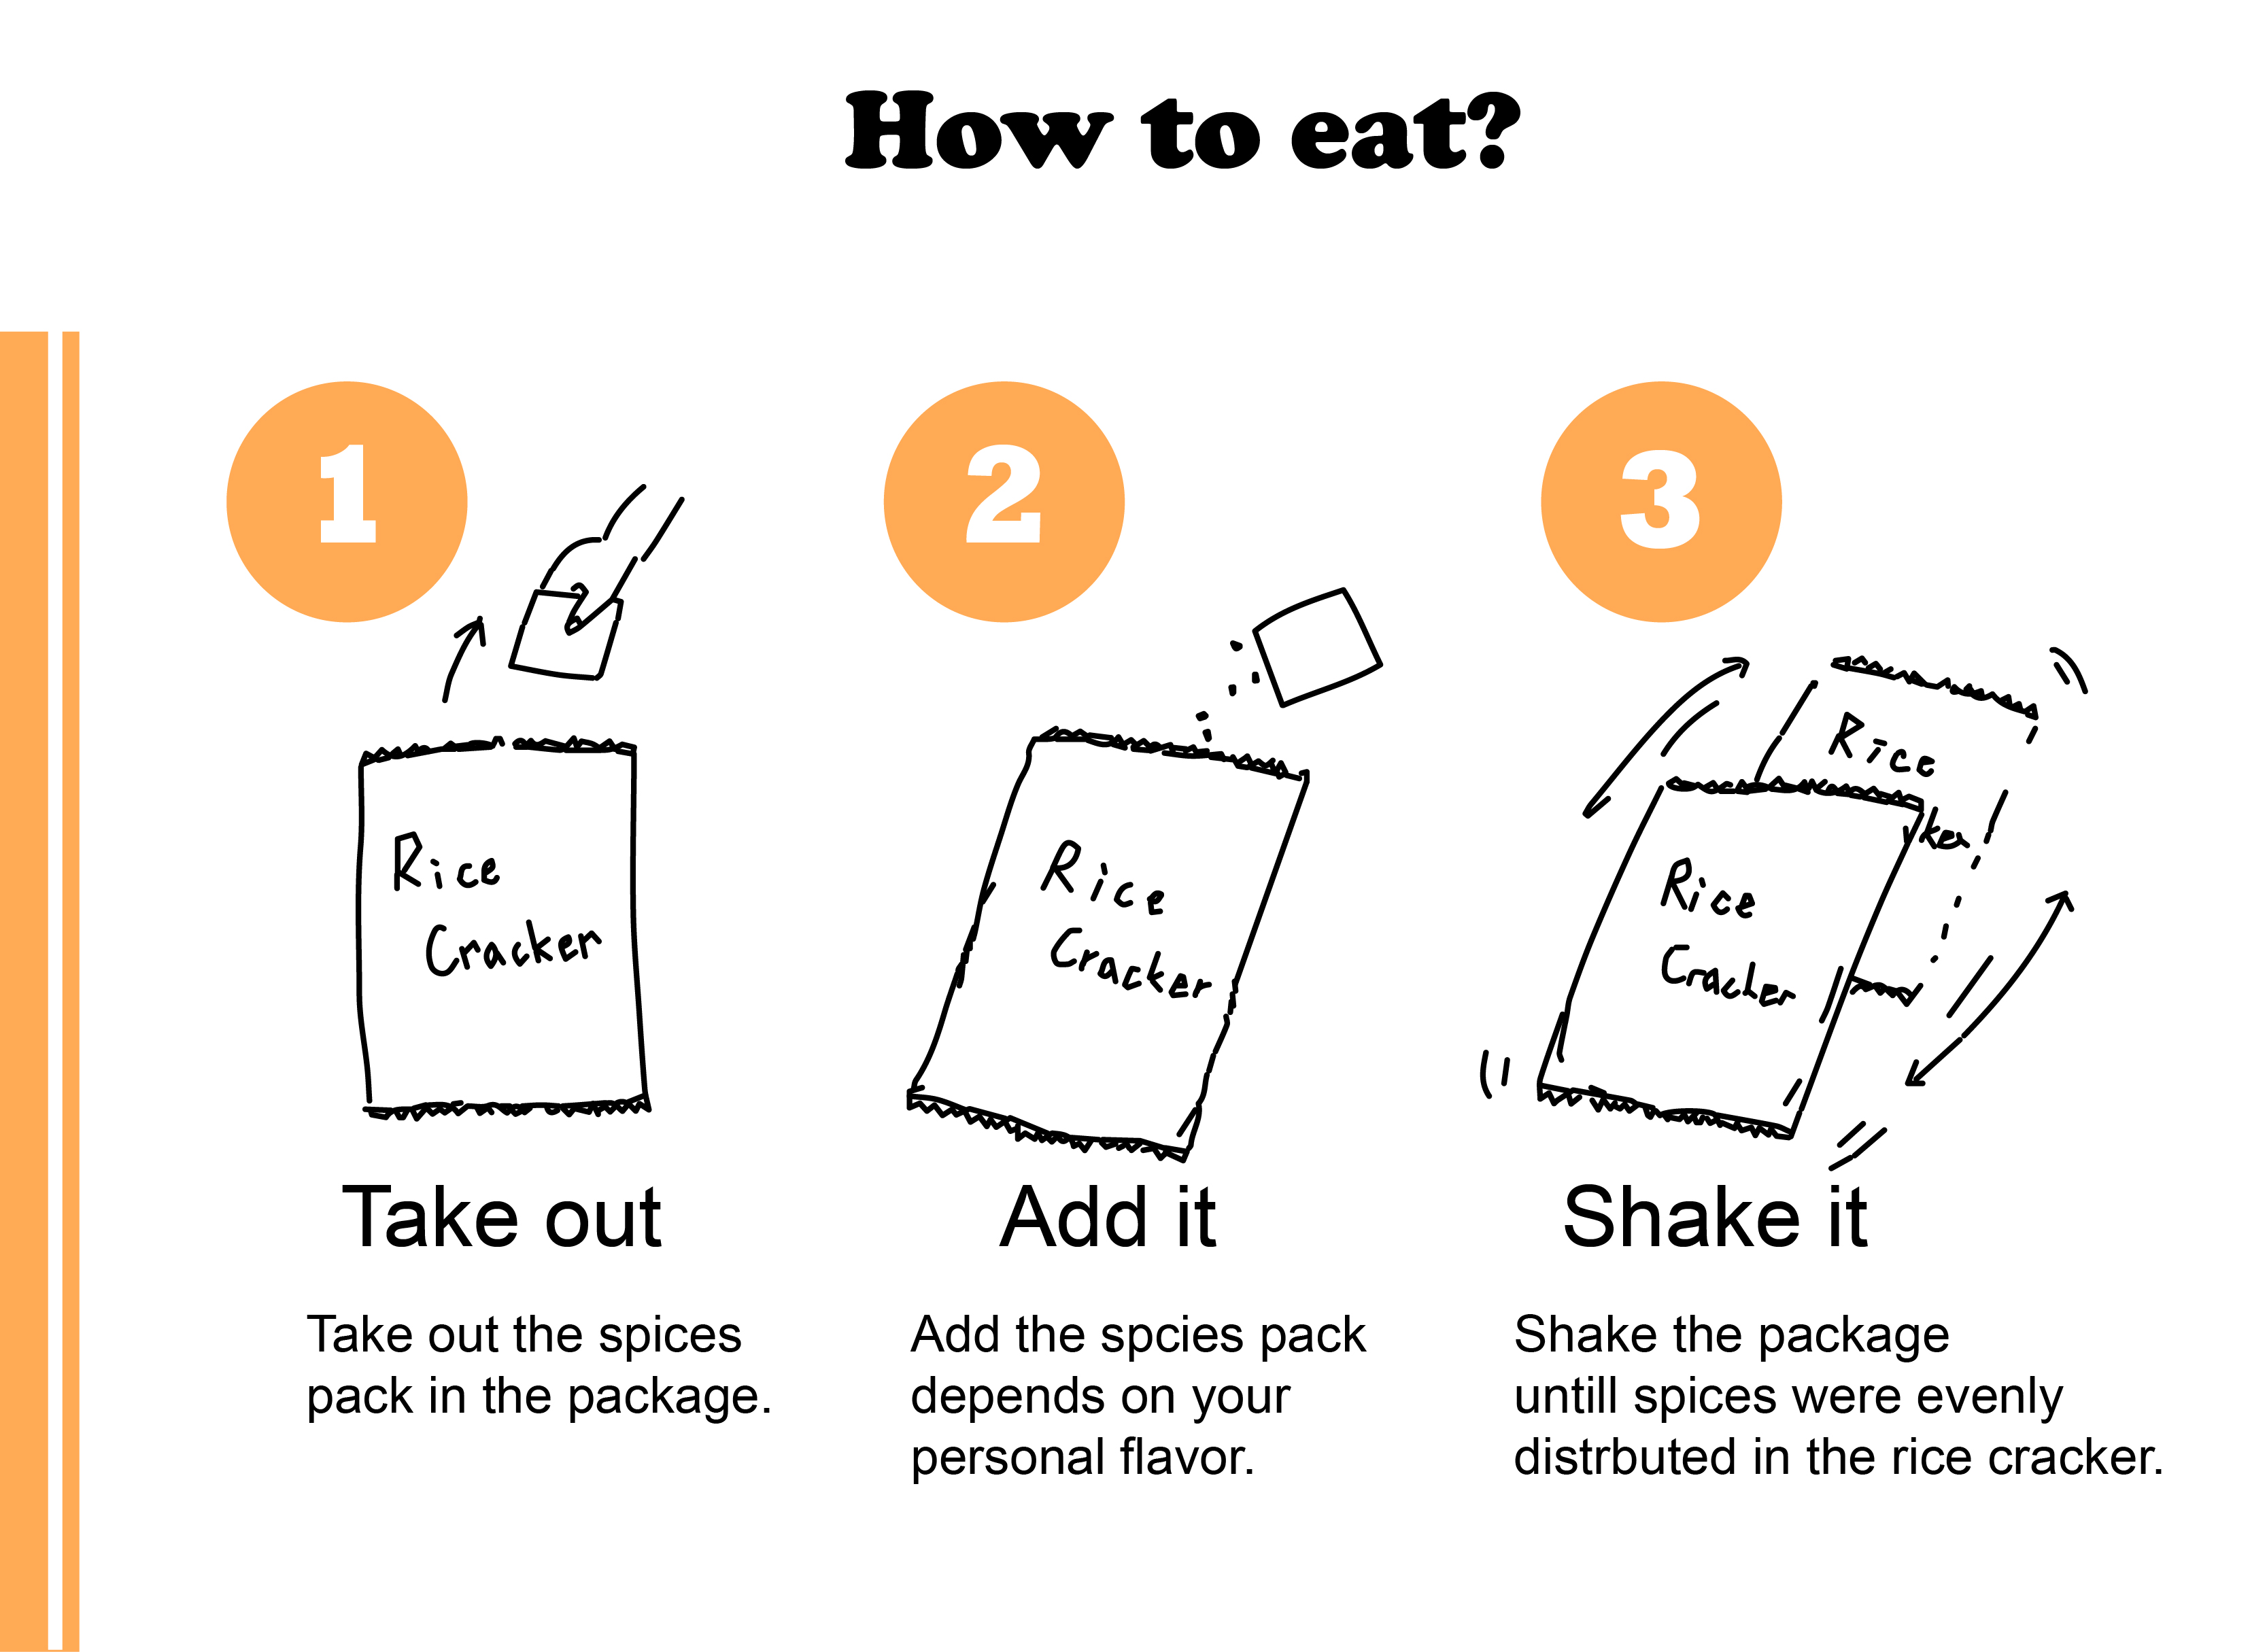 How to eat?
1
Rice
Cracker
Take out
Take out the spices
pack in the package.
2
Rice
Cracker
Add it
Add the spcies pack
depends on your
personal flavor.
3
Rice
ker
Rice
Cracker
Shake it
Shake the package
untill spices were evenly
distrbuted in the rice cracker.